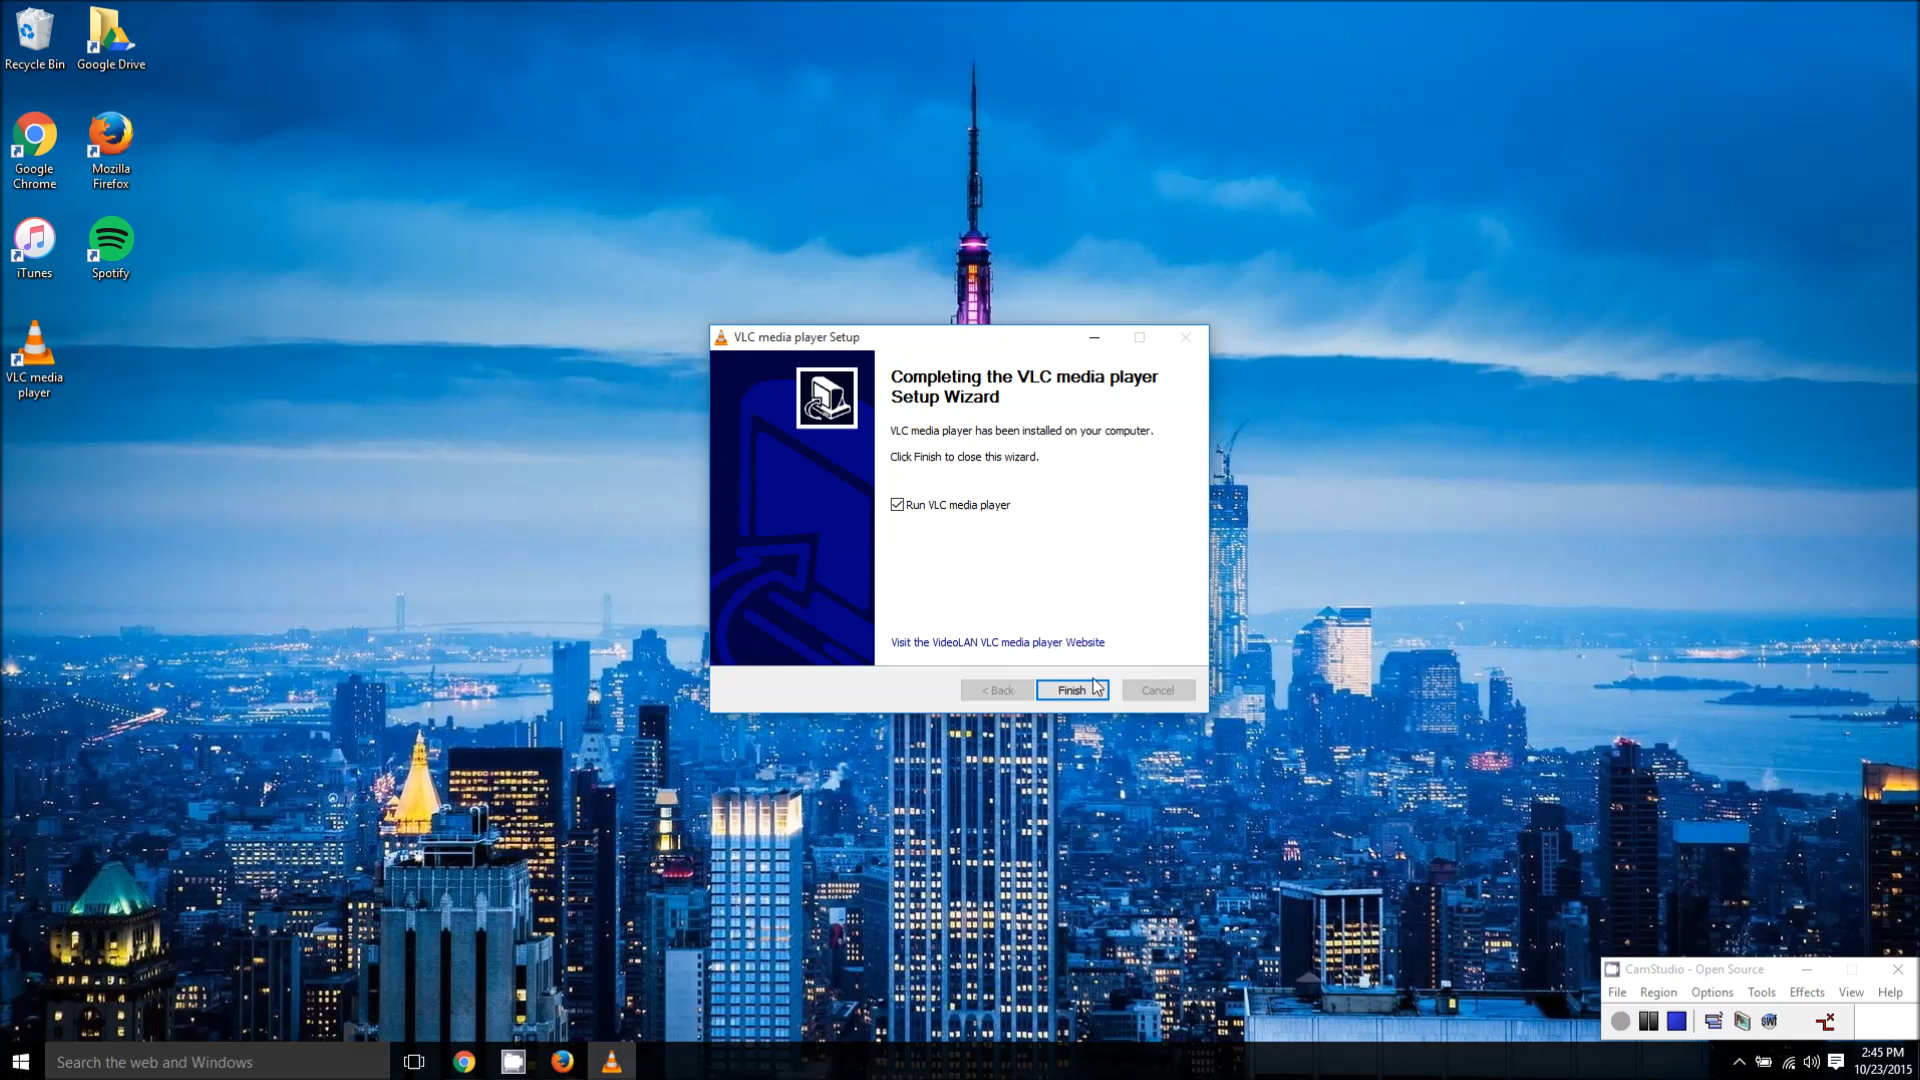 Recycle Bin
Google Drive
Google
Chrome
Mozilla
Firefox
iTunes
Spotify
VLC media
player
VLC media player Setup
Completing the VLC media player
Setup Wizard
VLC media player has been installed on your computer.
Click Finish to close this wizard.
Run VLC media player
Visit the VideoLAN VLC media player Website
< Back
Finish
Cancel
CamStudio - Open Source
File Region Options Tools Effects View Help
SWF
Search the web and Windows
2:45 PM
10/23/2015